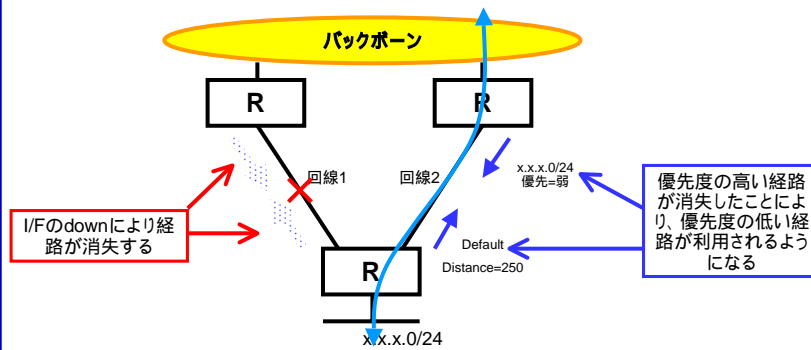 バックボーン
R
R
回線1
回線2
x.x.x.0/24
優先=弱
I/Fのdownにより経
路が消失する
優先度の高い経路
が消失したことによ
り、優先度の低い経
路が利用されるよう
になる
Default
Distance=250
R
x.x.x.0/24